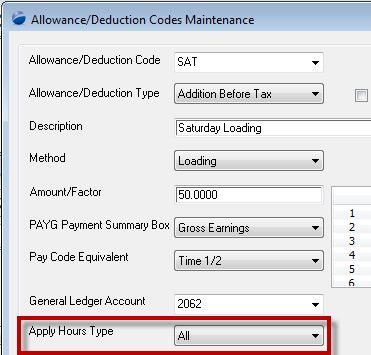 Allowance/Deduction Codes Maintenance
Allowance/Deduction Code SAT
Allowance/Deduction Type Addition Before Tax
Description Saturday Loading
Method Loading
Amount/Factor 50.0000
PAYG Payment Summary Box Gross Earnings
1
2
Pay Code Equivalent Time 1/2
3
4
5
General Ledger Account 2062
6
Apply Hours Type All